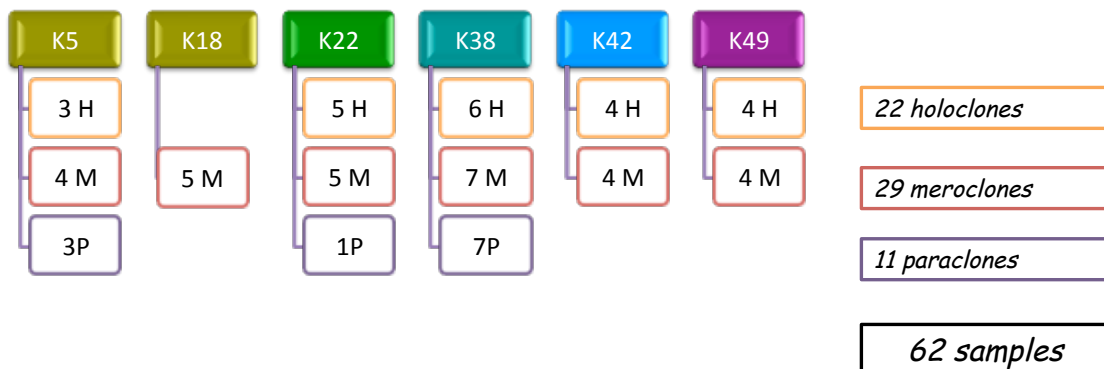 K5 K18 K22 K38 K42 K49
3 H 5 H 6 H 4 H 4 H 22 holoclones
4 M 5 M 5 M 7 M 4 M 4 M 29 meroclones
3P 1P 7P 11 paraclones
62 samples